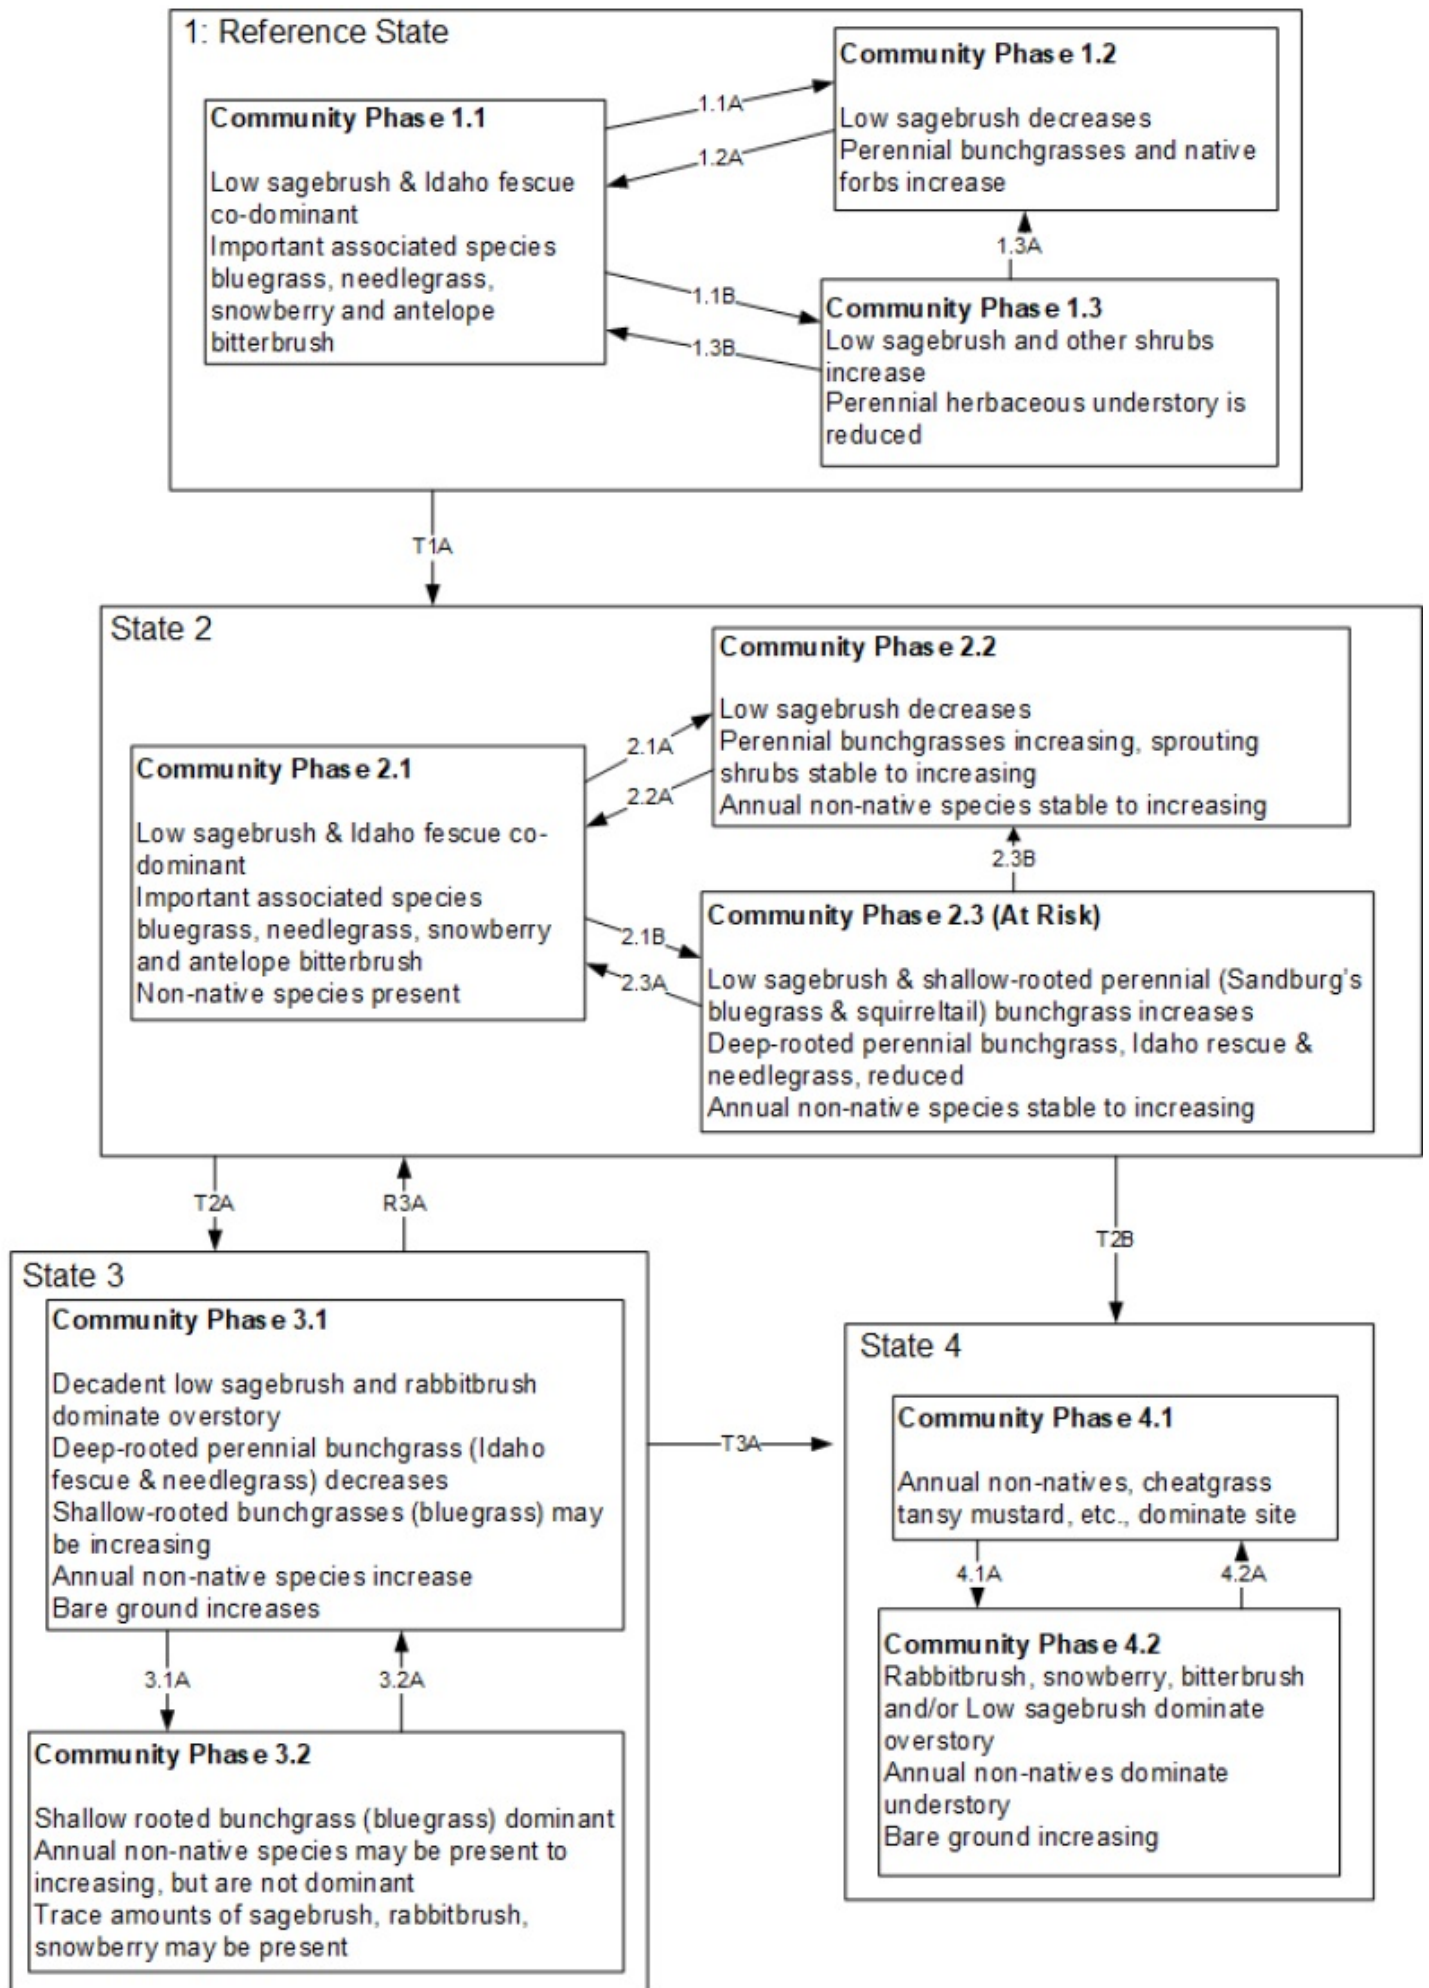 1: Reference State
Community Phase 1.1
Low sagebrush & Idaho fescue
co-dominant
Important associated species
bluegrass, needlegrass,
snowberry and antelope
bitterbrush
1.1A
1.2A
1.1B
1.3B
Community Phase 1.2
Low sagebrush decreases
Perennial bunchgrasses and native
forbs increase
1.3A
Community Phase 1.3
Low sagebrush and other shrubs
increase
Perennial herbaceous understory is
reduced
T1A
State 2
Community Phase 2.1
Low sagebrush & Idaho fescue co-
dominant
Important associated species
bluegrass, needlegrass, snowberry
and antelope bitterbrush
Non-native species present
2.1A
2.2A
2.1B
2.3A
Community Phase 2.2
Low sagebrush decreases
Perennial bunchgrasses increasing, sprouting
shrubs stable to increasing
Annual non-native species stable to increasing
2.3B
Community Phase 2.3 (At Risk)
Low sagebrush & shallow-rooted perennial (Sandburg's
bluegrass & squirreltail) bunchgrass increases
Deep-rooted perennial bunchgrass, Idaho rescue &
needlegrass, reduced
Annual non-native species stable to increasing
T2A
R3A
T2B
State 3
Community Phase 3.1
Decadent low sagebrush and rabbitbrush
dominate overstory
Deep-rooted perennial bunchgrass (Idaho
fescue & needlegrass) decreases
Shallow-rooted bunchgrasses (bluegrass) may
be increasing
Annual non-native species increase
Bare ground increases
3.1A
3.2A
Community Phase 3.2
Shallow rooted bunchgrass (bluegrass) dominant
Annual non-native species may be present to
increasing, but are not dominant
Trace amounts of sagebrush, rabbitbrush,
snowberry may be present
T3A
State 4
Community Phase 4.1
Annual non-natives, cheatgrass
tansy mustard, etc., dominate site
4.1A
4.2A
Community Phase 4.2
Rabbitbrush, snowberry, bitterbrush
and/or Low sagebrush dominate
overstory
Annual non-natives dominate
understory
Bare ground increasing